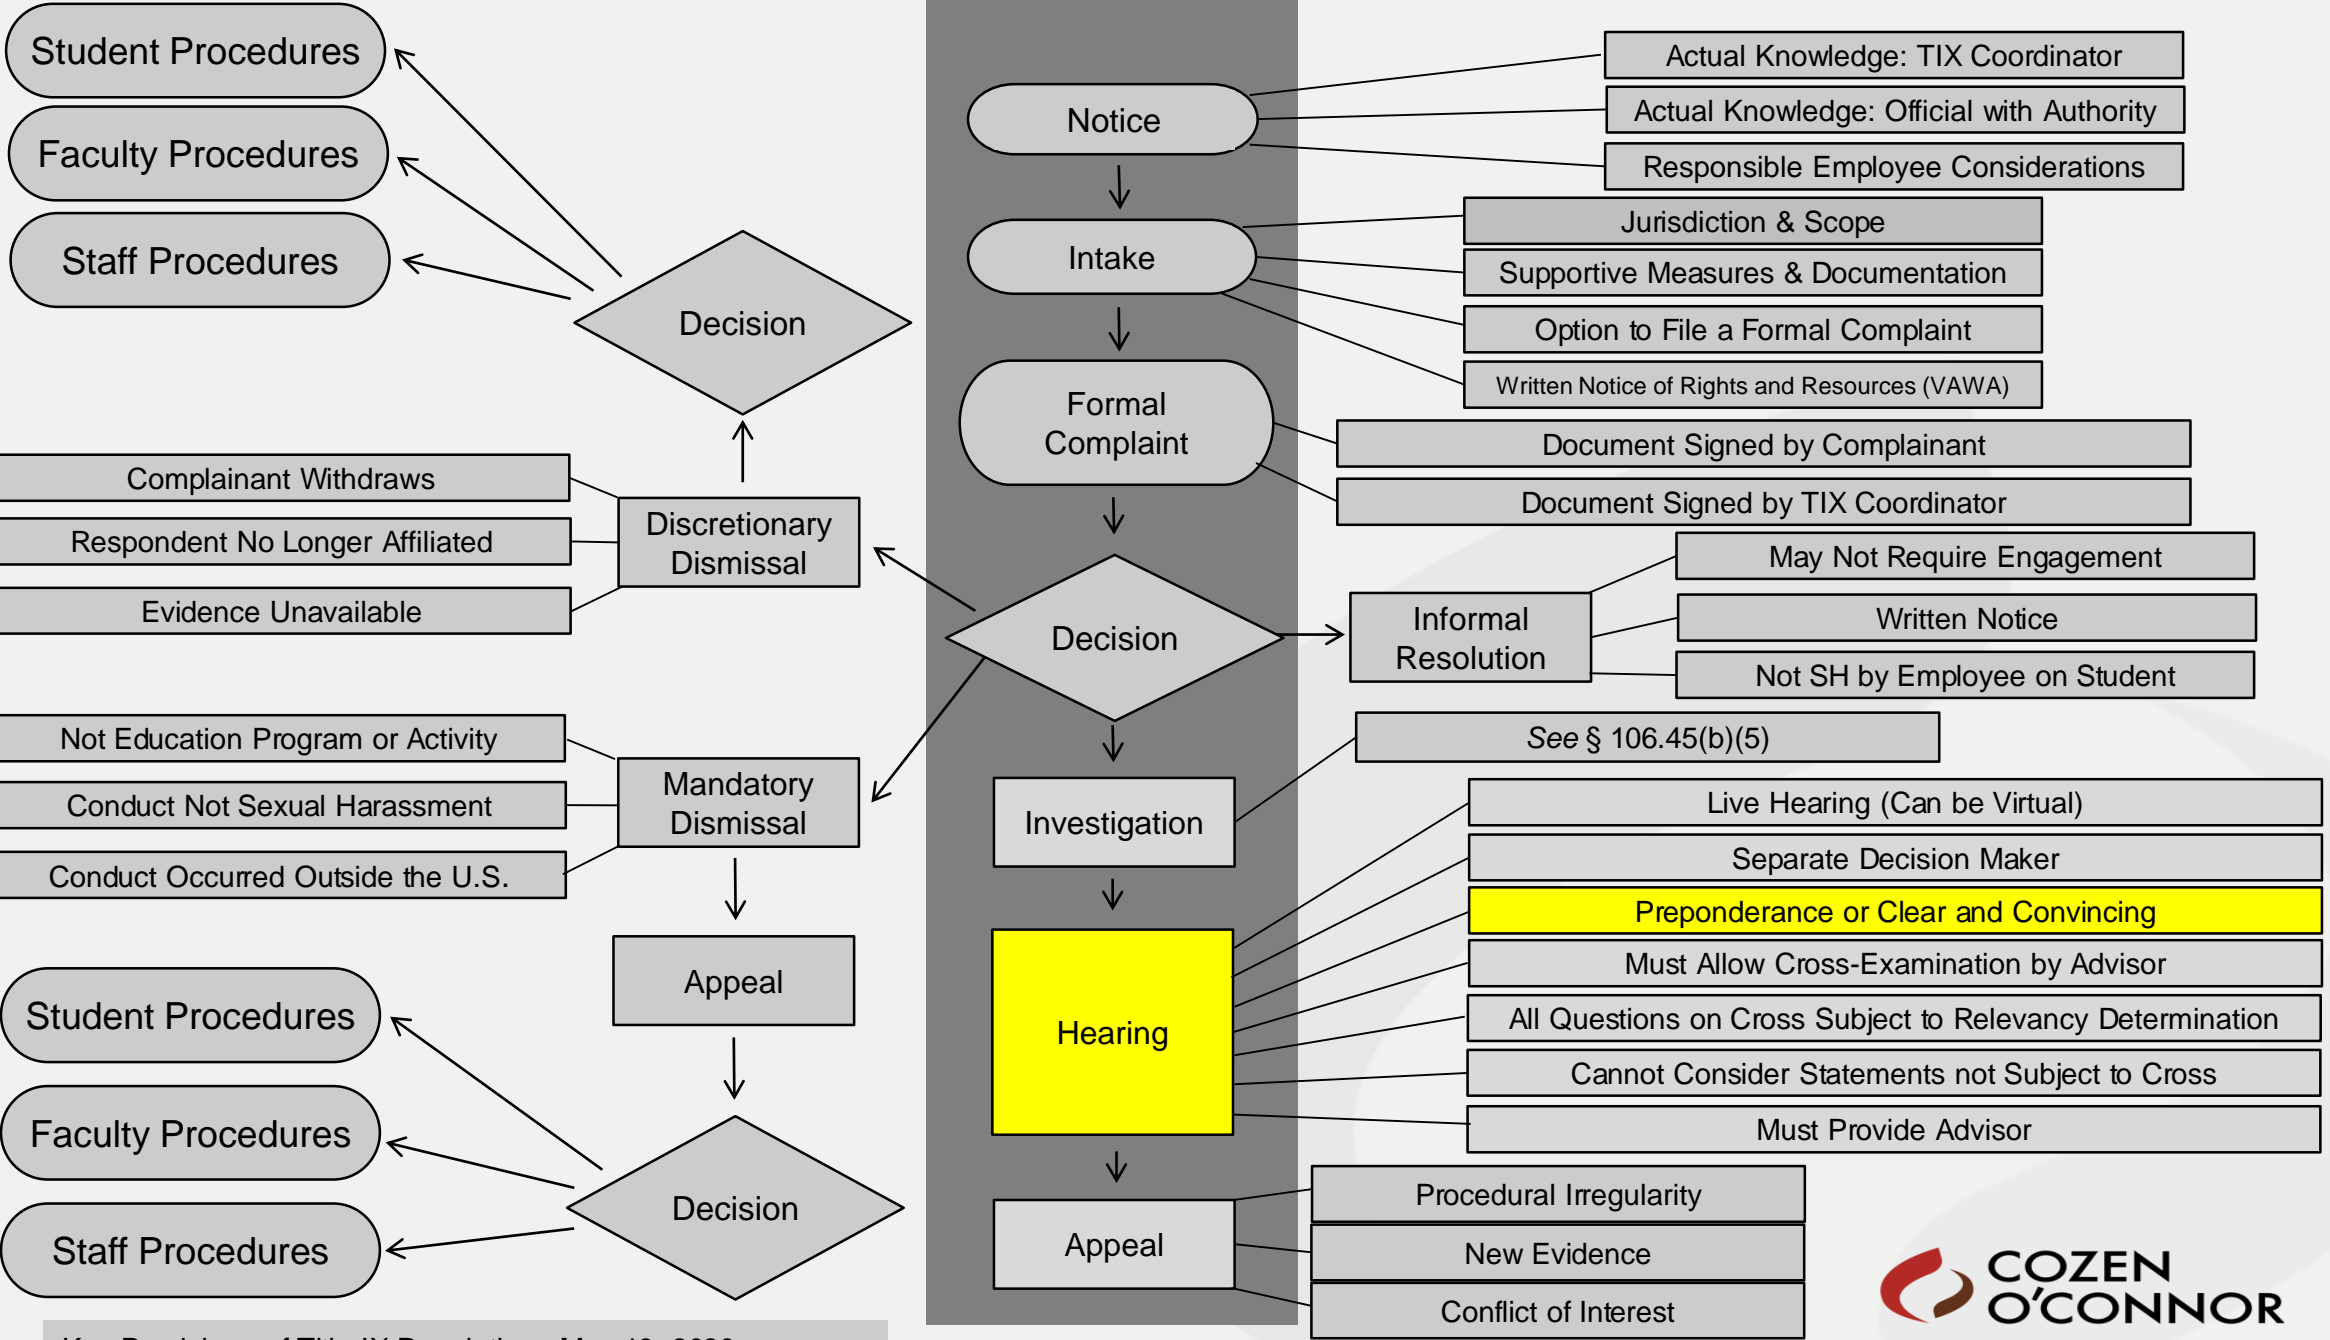 Student Procedures
Faculty Procedures
Staff Procedures
Decision
Complainant Withdraws
Respondent No Longer Affiliated
Evidence Unavailable
Discretionary
Dismissal
Not Education Program or Activity
Conduct Not Sexual Harassment
Conduct Occurred Outside the U.S.
Mandatory
Dismissal
Appeal
Student Procedures
Faculty Procedures
Staff Procedures
Decision
Notice
Actual Knowledge: TIX Coordinator
Actual Knowledge: Official with Authority
Responsible Employee Considerations
Intake
Jurisdiction & Scope
Supportive Measures & Documentation
Option to File a Formal Complaint
Written Notice of Rights and Resources (VAWA)
Formal
Complaint
Document Signed by Complainant
Document Signed by TIX Coordinator
Decision
Informal
Resolution
May Not Require Engagement
Written Notice
Not SH by Employee on Student
Investigation
See § 106.45(b)(5)
Hearing
Live Hearing (Can be Virtual)
Separate Decision Maker
Preponderance or Clear and Convincing
Must Allow Cross-Examination by Advisor
All Questions on Cross Subject to Relevancy Determination
Cannot Consider Statements not Subject to Cross
Must Provide Advisor
Appeal
Procedural Irregularity
New Evidence
Conflict of Interest
COZEN
O'CONNOR